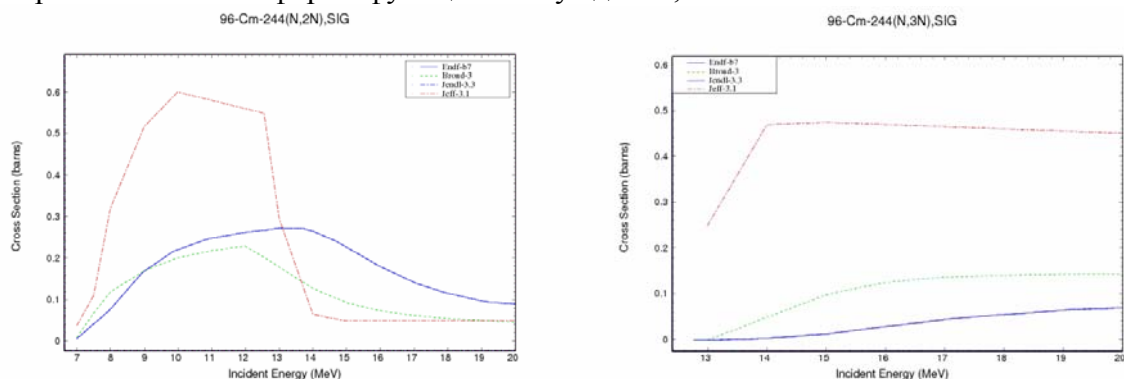 96-Cm-244(N,2N),SIG
Endf-b7
Brond-3
Jendl-3.3
Jeff-3.1
0.6
0.5
0.4
0.3
0.2
0.1
0
Cross Section (barns)
7 8 9 10 11 12 13 14 15 16 17 18 19 20
Incident Energy (MeV)
96-Cm-244(N,3N),SIG
Endf-b7
Brond-3
Jendl-3.3
Jeff-3.1
0.6
0.5
0.4
0.3
0.2
0.1
0
Cross Section (barns)
13 14 15 16 17 18 19 20
Incident Energy (MeV)